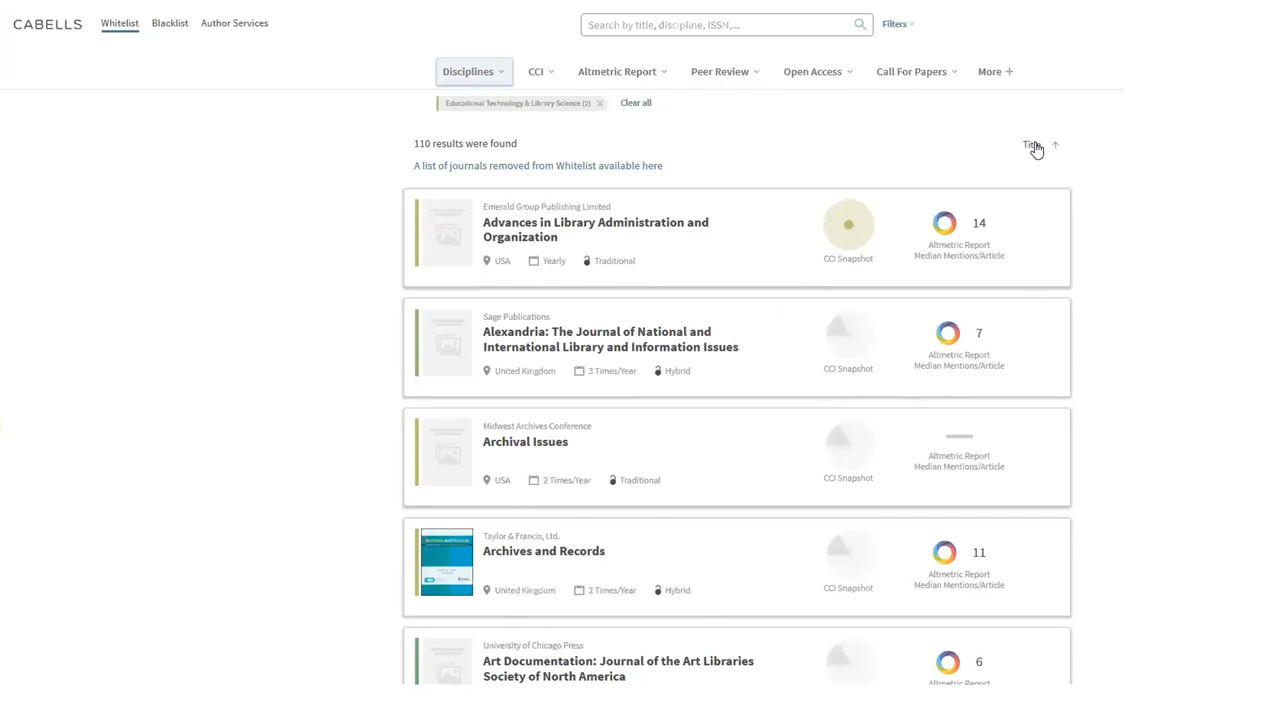 CABELLS Whitelist Blacklist Author Services Search by title, discipline, ISSN,... Filters
Disciplines CCI Altmetric Report Peer Review Open Access Call For Papers More +
Educational Technology & Library Science (2) × Clear all
110 results were found
A list of journals removed from Whitelist available here
Emerald Group Publishing Limited
Advances in Library Administration and
Organization
USA Yearly Traditional
CCI Snapshot
14
Altmetric Report
Median Mentions/Article
Sage Publications
Alexandria: The Journal of National and
International Library and Information Issues
United Kingdom 3 Times/Year Hybrid
CCI Snapshot
7
Altmetric Report
Median Mentions/Article
Midwest Archives Conference
Archival Issues
USA 2 Times/Year Traditional
CCI Snapshot
Altmetric Report
Median Mentions/Article
Taylor & Francis, Ltd.
Archives and Records
United Kingdom 2 Times/Year Hybrid
CCI Snapshot
11
Altmetric Report
Median Mentions/Article
University of Chicago Press
Art Documentation: Journal of the Art Libraries
Society of North America
6
Altmetric Report